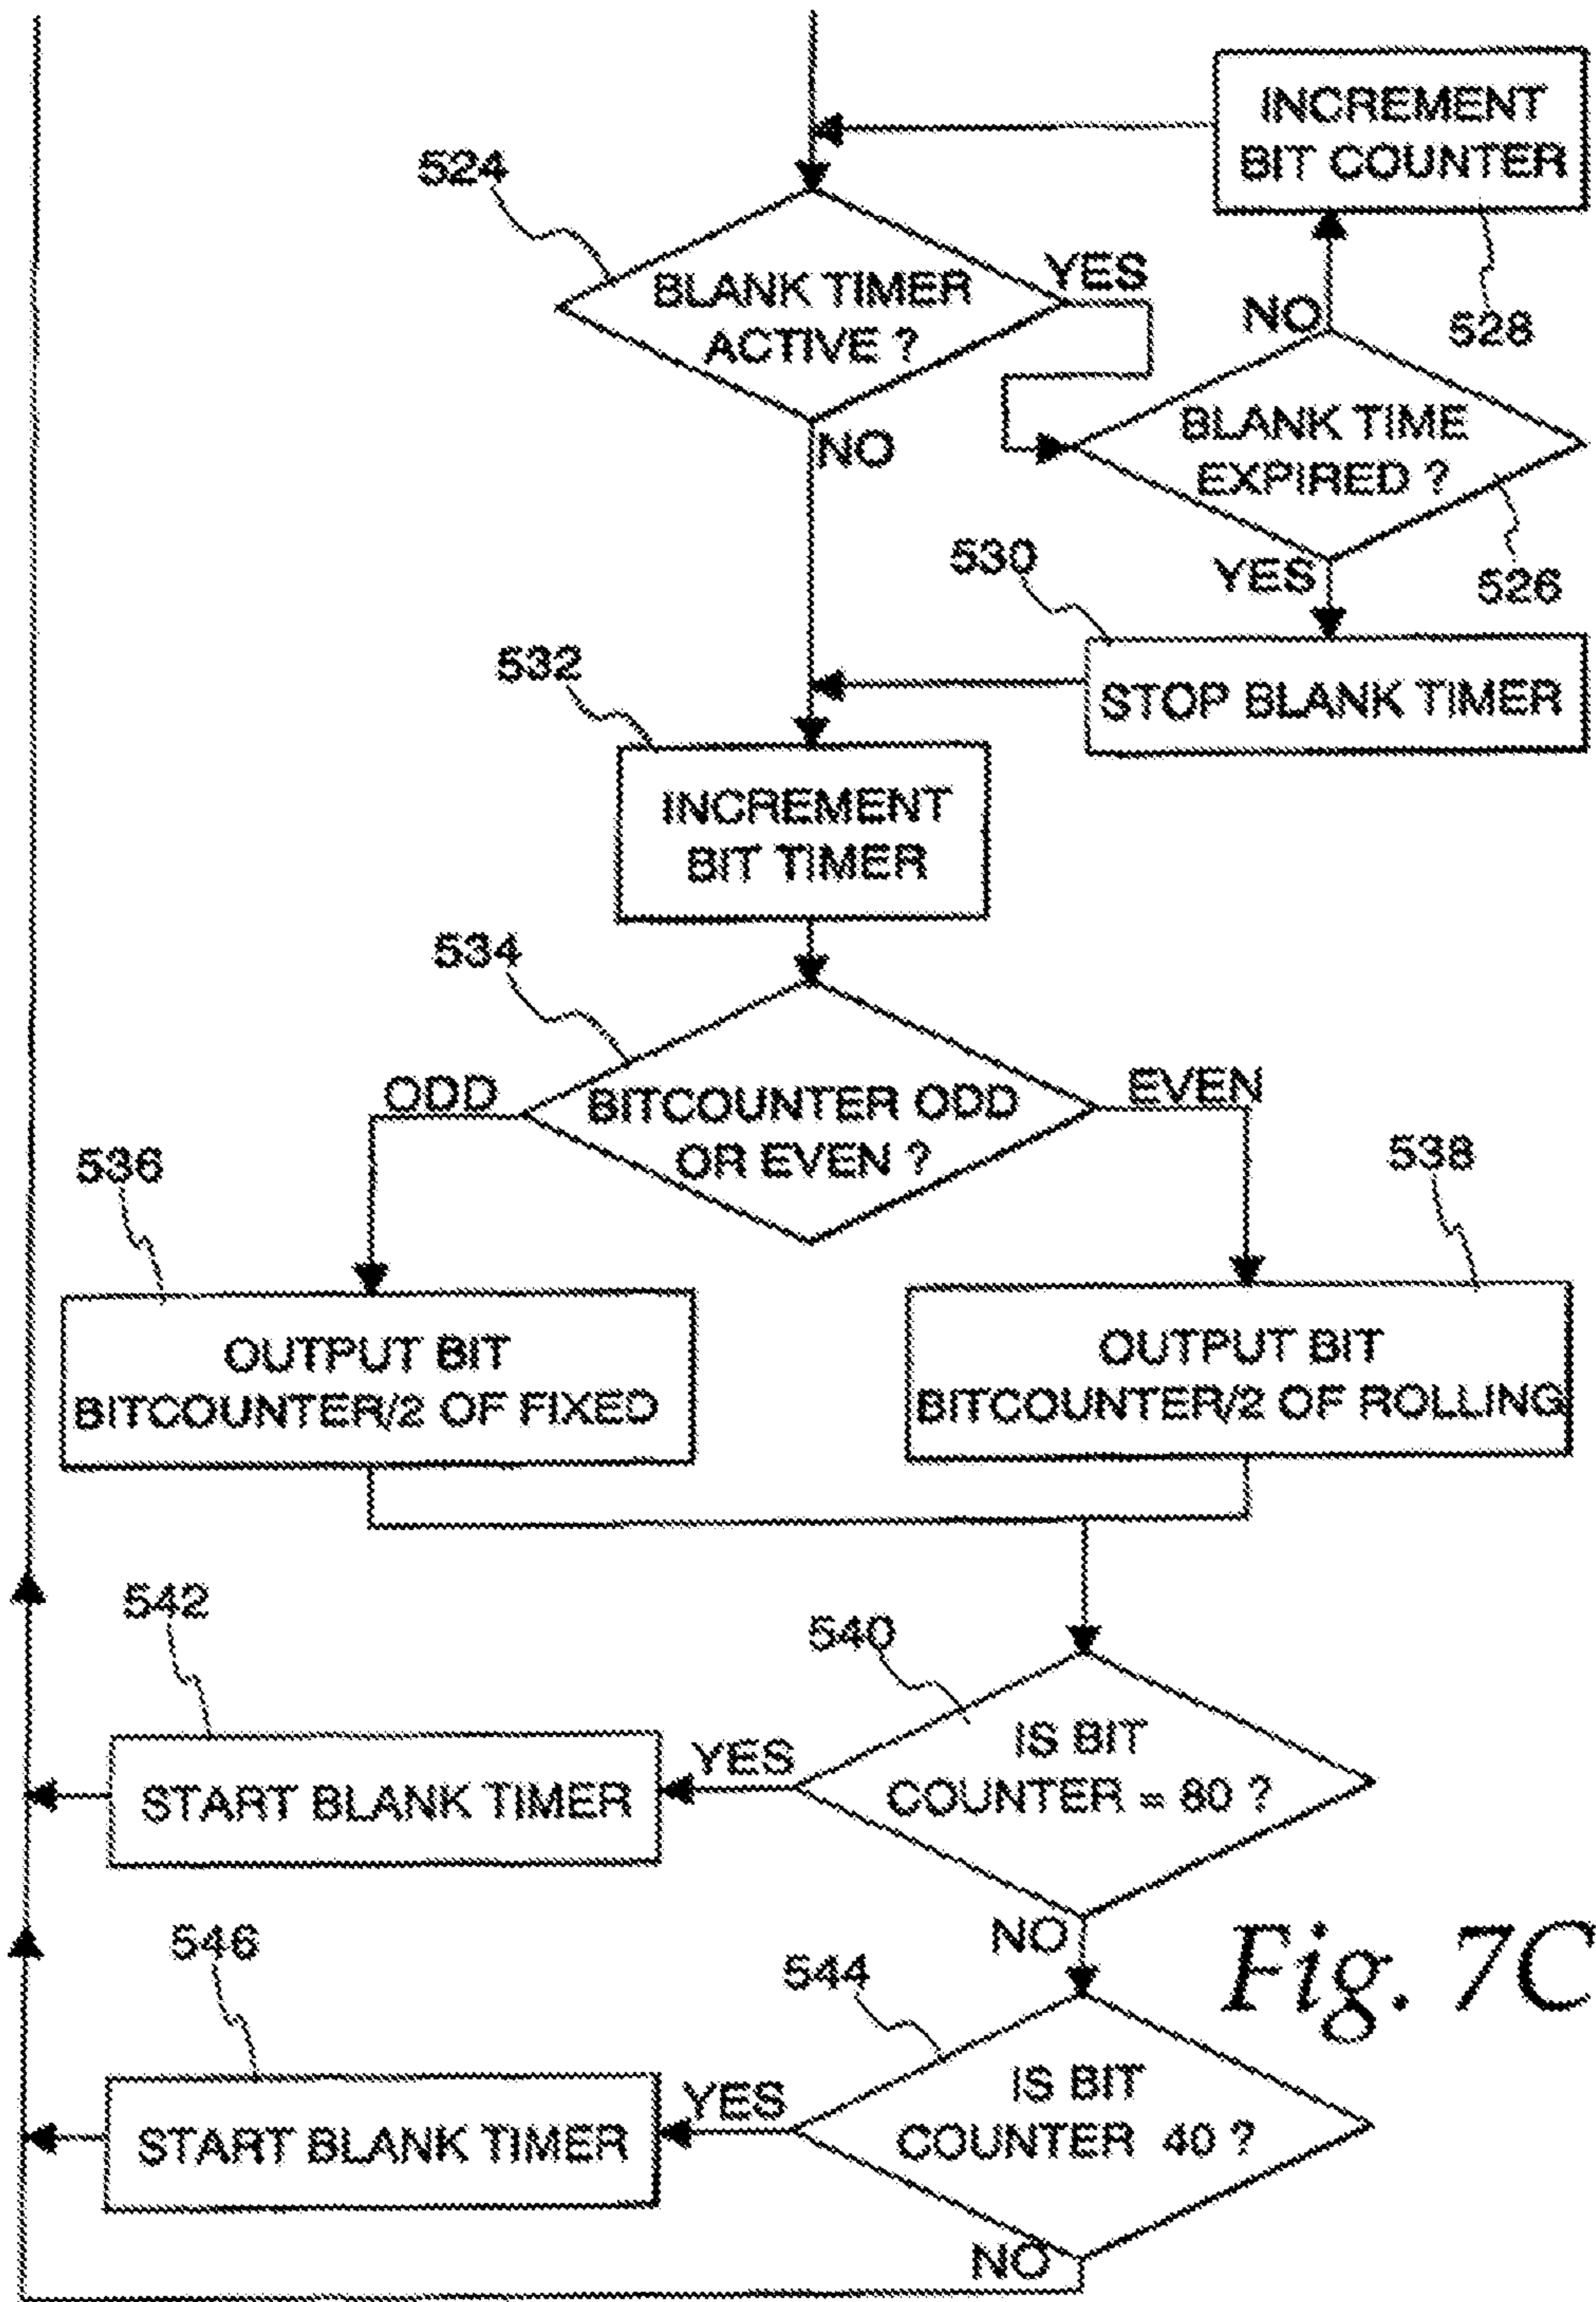 INCREMENT
BIT COUNTER
524
BLANK TIMER
ACTIVE ?
YES
NO
528
NO
BLANK TIME
EXPIRED ?
526
YES
530
STOP BLANK TIMER
532
INCREMENT
BIT TIMER
534
BITCOUNTER ODD
OR EVEN ?
ODD
EVEN
536
OUTPUT BIT
BITCOUNTER/2 OF FIXED
538
OUTPUT BIT
BITCOUNTER/2 OF ROLLING
540
IS BIT
COUNTER = 80 ?
YES
542
START BLANK TIMER
NO
Fig. 7C
544
IS BIT
COUNTER 40 ?
YES
546
START BLANK TIMER
NO